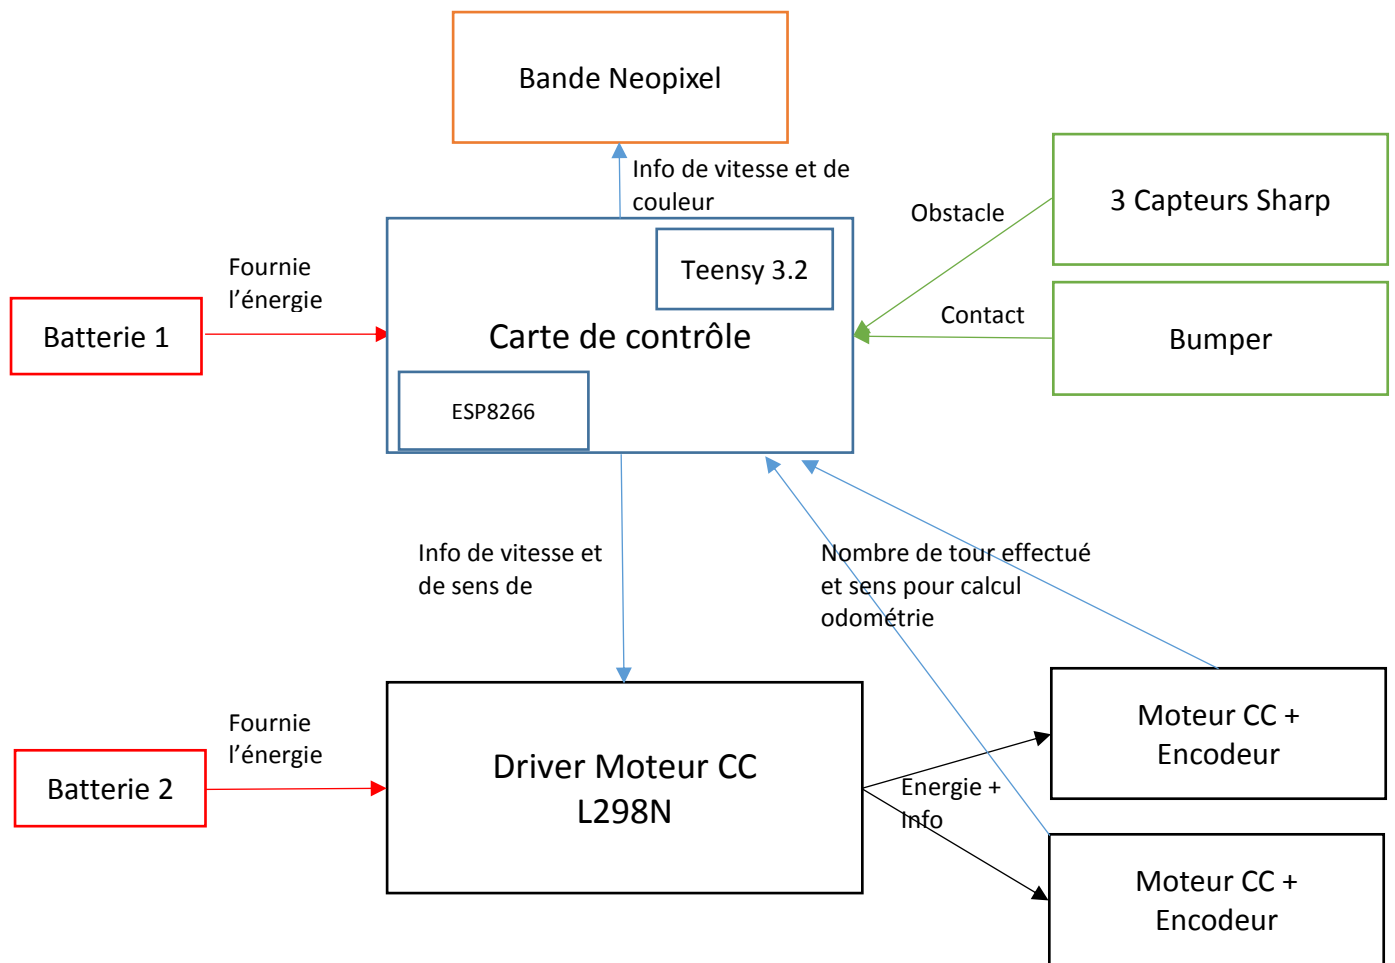 Bande Neopixel
Info de vitesse et de
couleur
3 Capteurs Sharp
Obstacle
Teensy 3.2
Fournie
l’énergie
Batterie 1
Carte de contrôle
Contact
Bumper
ESP8266
Info de vitesse et
de sens de
Nombre de tour effectué
et sens pour calcul
odométrie
Fournie
l’énergie
Batterie 2
Driver Moteur CC
L298N
Energie +
Info
Moteur CC +
Encodeur
Moteur CC +
Encodeur